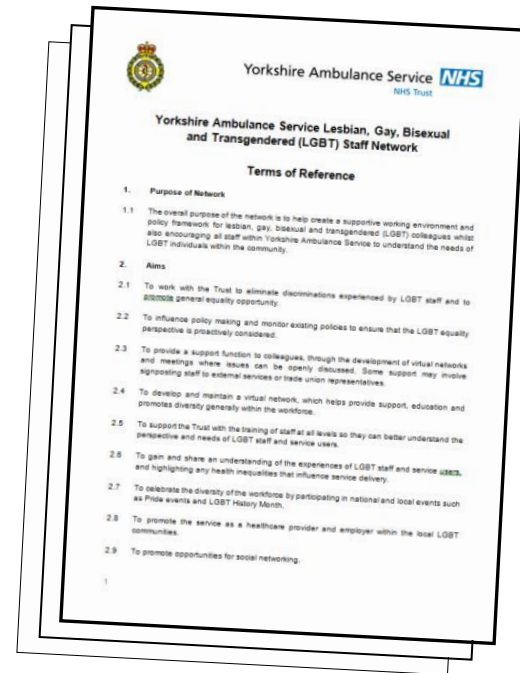 Yorkshire Ambulance Service NHS
NHS Trust
Yorkshire Ambulance Service Lesbian, Gay, Bisexual
and Transgendered (LGBT) Staff Network
Terms of Reference
1. Purpose of Network
1.1 The overall purpose of the network is to help create a supportive working environment and
policy framework for lesbian, gay, bisexual and transgendered (LGBT) colleagues whilst
also encouraging all staff within Yorkshire Ambulance Service to understand the needs of
LGBT individuals within the community.
2. Aims
2.1 To work with the Trust to eliminate discriminations experienced by LGBT staff and to
promote general equality opportunity.
2.2 To influence policy making and monitor existing policies to ensure that the LGBT equality
perspective is proactively considered.
2.3 To provide a support function to colleagues, through the development of virtual networks
and meetings where issues can be openly discussed. Some support may involve
signposting staff to external services or trade union representatives.
2.4 To develop and maintain a virtual network, which helps provide support, education and
promotes diversity generally within the workforce.
2.5 To support the Trust with the training of staff at all levels so they can better understand the
perspective and needs of LGBT staff and service users.
2.6 To gain and share an understanding of the experiences of LGBT staff and service users,
and highlighting any health inequalities that influence service delivery.
2.7 To celebrate the diversity of the workforce by participating in national and local events such
as Pride events and LGBT History Month.
2.8 To promote the service as a healthcare provider and employer within the local LGBT
communities.
2.9 To promote opportunities for social networking.
1